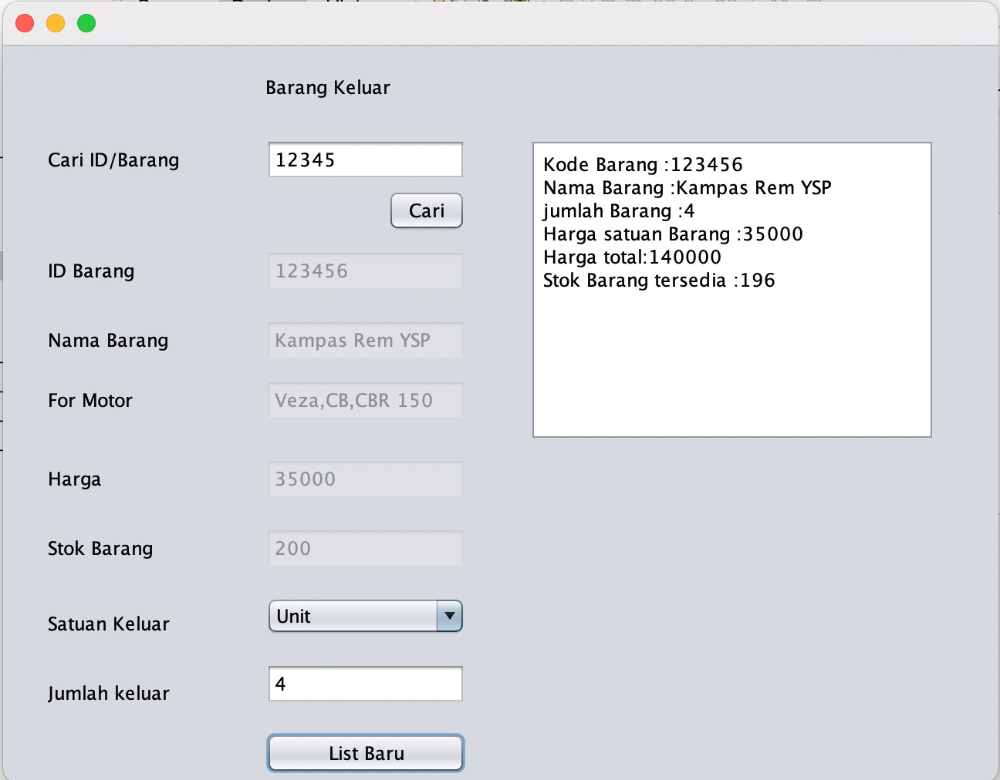 Barang Keluar
Cari ID/Barang
12345
Cari
ID Barang
123456
Nama Barang
Kampas Rem YSP
For Motor
Veza,CB,CBR 150
Harga
35000
Stok Barang
200
Satuan Keluar
Unit
Jumlah keluar
4
List Baru
Kode Barang :123456
Nama Barang :Kampas Rem YSP
jumlah Barang :4
Harga satuan Barang :35000
Harga total:140000
Stok Barang tersedia :196